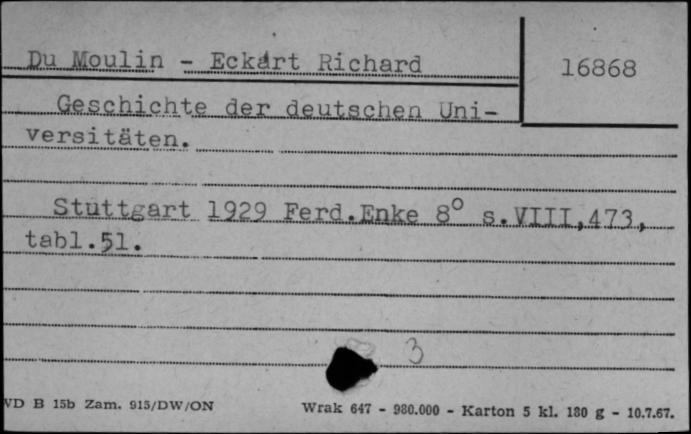 Du Moulin - Eckart Richard
16868
Geschichte der deutschen Uni-
versitäten.
Stuttgart 1929 Ferd.Enke 8° s.VIII,473,
tabl.51.
3
VD B 15b Zam. 915/DW/ON
Wrak 647 - 980.000 - Karton 5 kl. 180 g - 10.7.67.